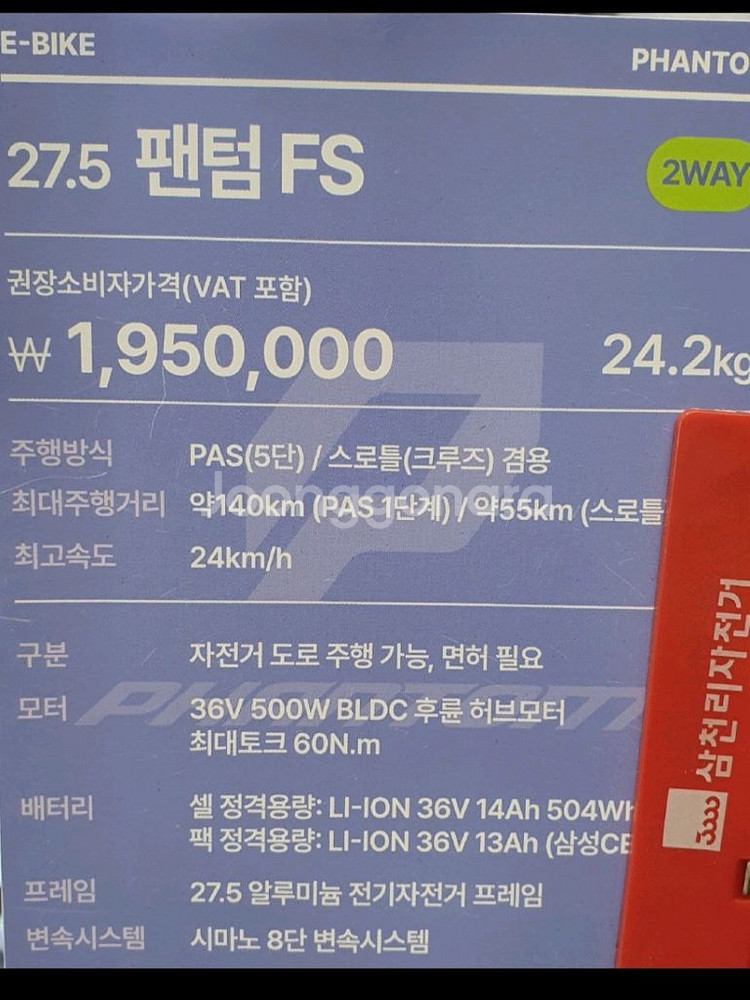 E-BIKE
PHANTO
27.5 팬텀 FS
2WAY
권장소비자가격(VAT 포함)
₩ 1,950,000
24.2kg
주행방식 PAS(5단) / 스로틀(크루즈) 겸용
최대주행거리 약140km (PAS 1단계) / 약55km (스로틀
joonggonara
최고속도 24km/h
구분 자전거 도로 주행 가능, 면허 필요
모터 36V 500W BLDC 후륜 허브모터
PHANTOM
최대토크 60N.m
배터리 셀 정격용량: LI-ION 36V 14Ah 504Wh
팩 정격용량: LI-ION 36V 13Ah (삼성CE
프레임 27.5 알루미늄 전기자전거 프레임
변속시스템 시마노 8단 변속시스템
삼천리자전거